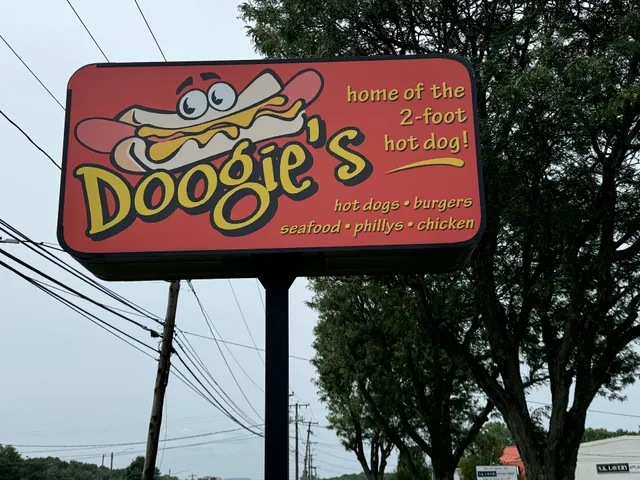 Doogie's
home of the
2-foot
hot dog!
hot dogs • burgers
seafood • phillys • chicken
S.K. LAVERY